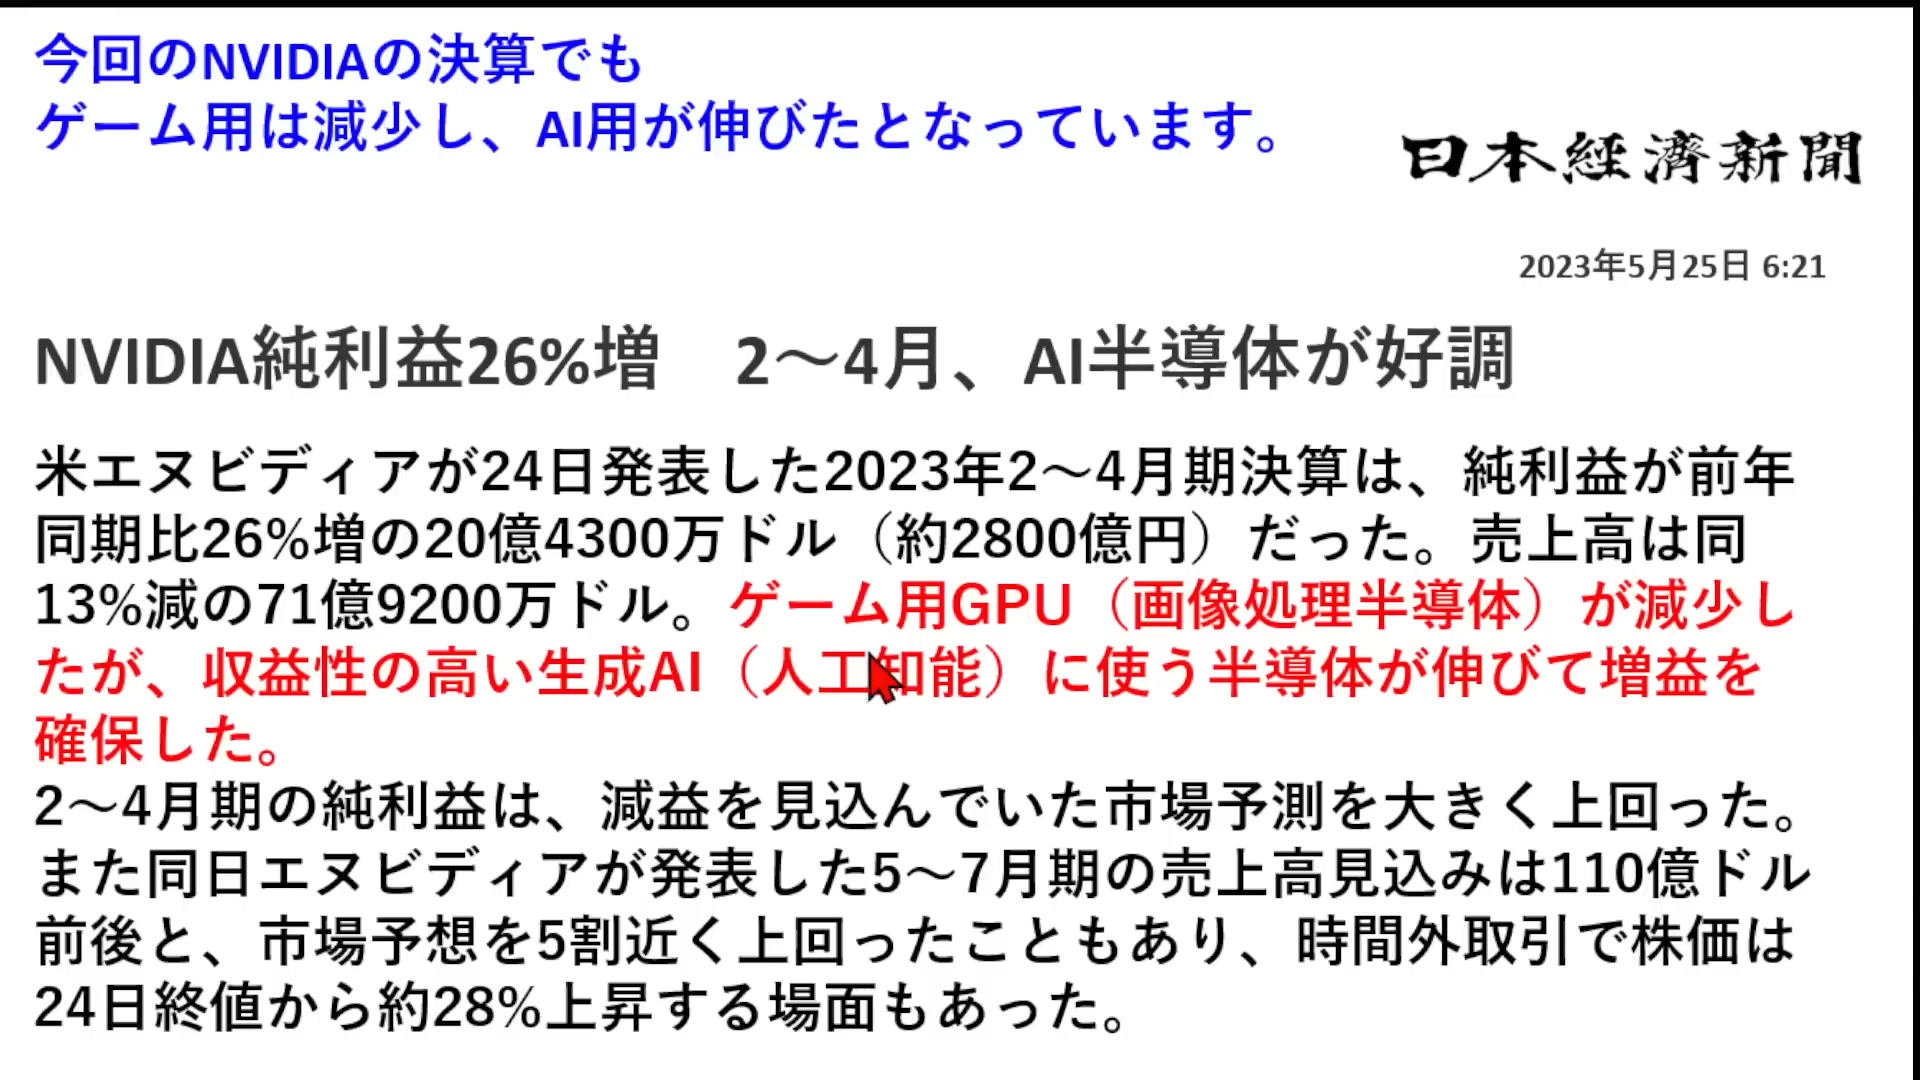 今回のNVIDIAの決算でも
ゲーム用は減少し、AI用が伸びたとなっています。
日本経済新聞
2023年5月25日 6:21
NVIDIA純利益26%増　2～4月、AI半導体が好調
米エヌビディアが24日発表した2023年2～4月期決算は、純利益が前年
同期比26%増の20億4300万ドル（約2800億円）だった。売上高は同
13%減の71億9200万ドル。ゲーム用GPU（画像処理半導体）が減少し
たが、収益性の高い生成AI（人工知能）に使う半導体が伸びて増益を
確保した。
2～4月期の純利益は、減益を見込んでいた市場予測を大きく上回った。
また同日エヌビディアが発表した5～7月期の売上高見込みは110億ドル
前後と、市場予想を5割近く上回ったこともあり、時間外取引で株価は
24日終値から約28%上昇する場面もあった。